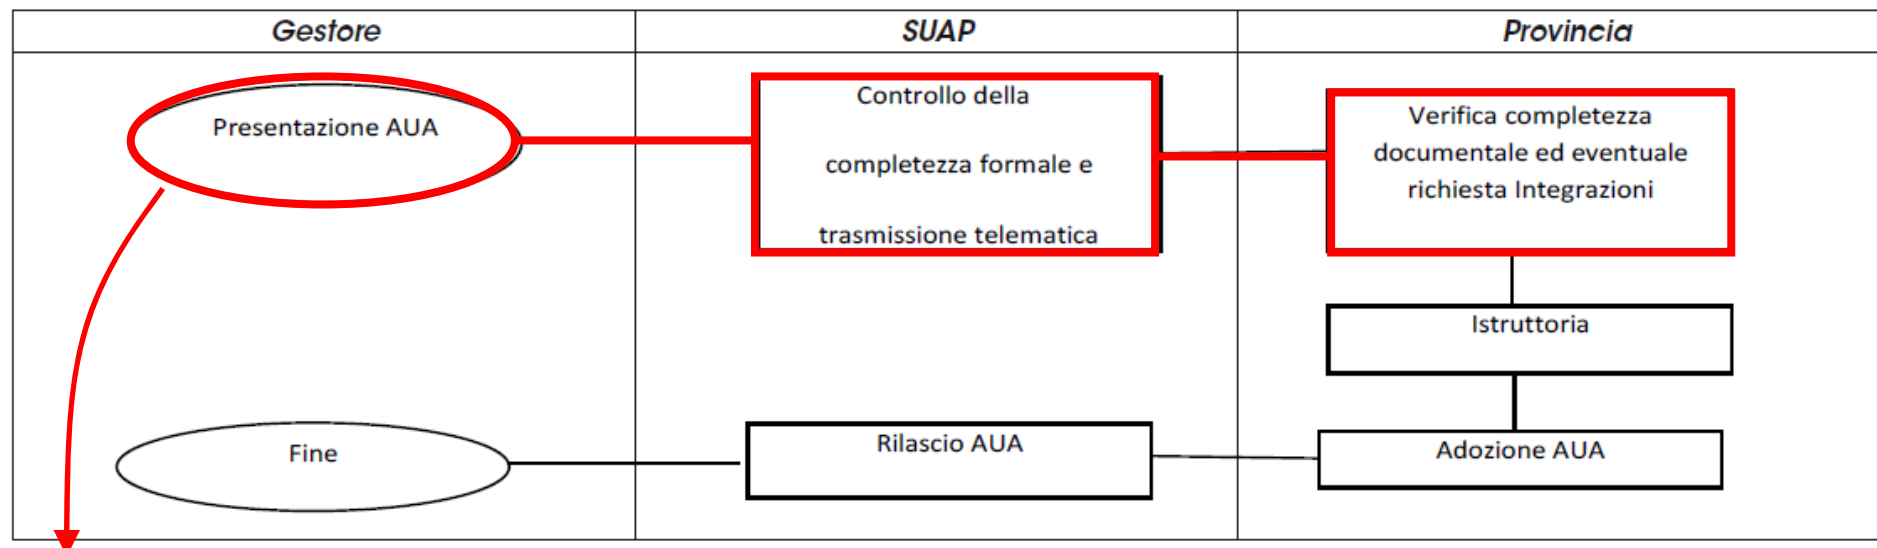 Gestore
SUAP
Provincia
Presentazione AUA
Controllo della
completezza formale e
trasmissione telematica
Verifica completezza
documentale ed eventuale
richiesta Integrazioni
Istruttoria
Fine
Rilascio AUA
Adozione AUA